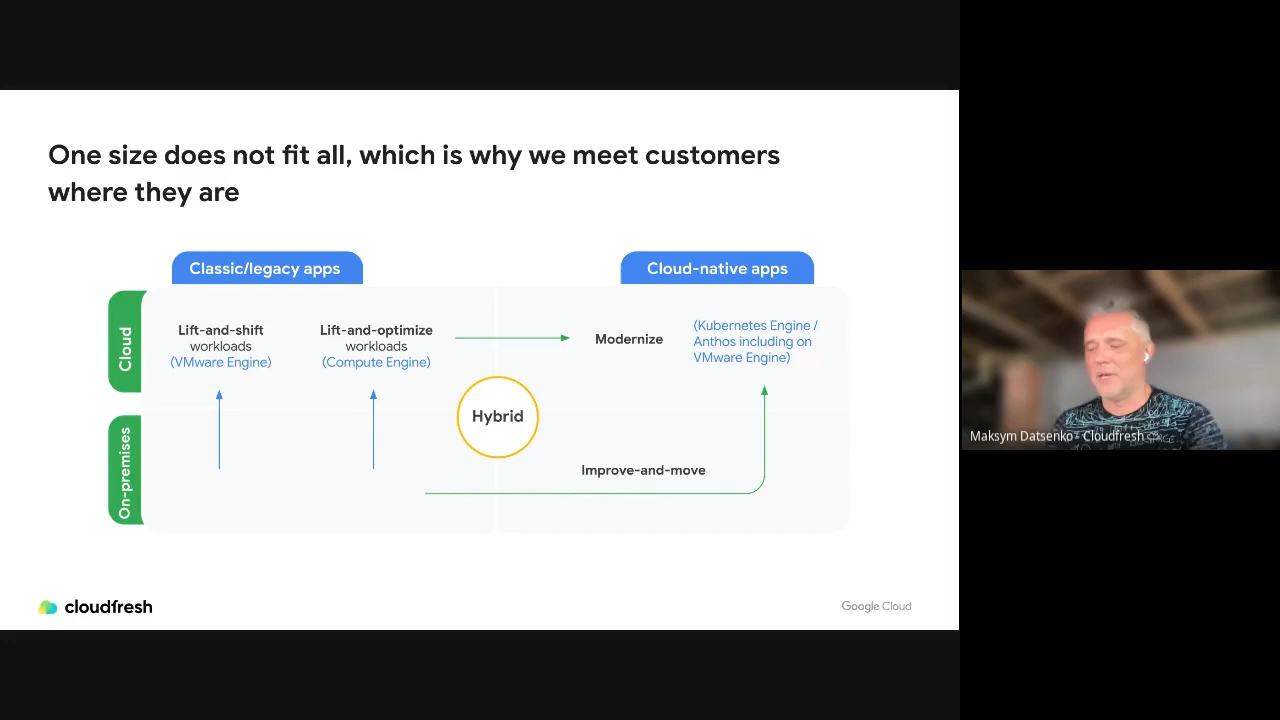 One size does not fit all, which is why we meet customers
where they are
Classic/legacy apps
Cloud-native apps
Cloud
Lift-and-shift
workloads
(VMware Engine)
Lift-and-optimize
workloads
(Compute Engine)
Modernize
(Kubernetes Engine /
Anthos including on
VMware Engine)
Hybrid
On-premises
Improve-and-move
cloudfresh
Google Cloud
Maksym Datsenko - Cloudfresh